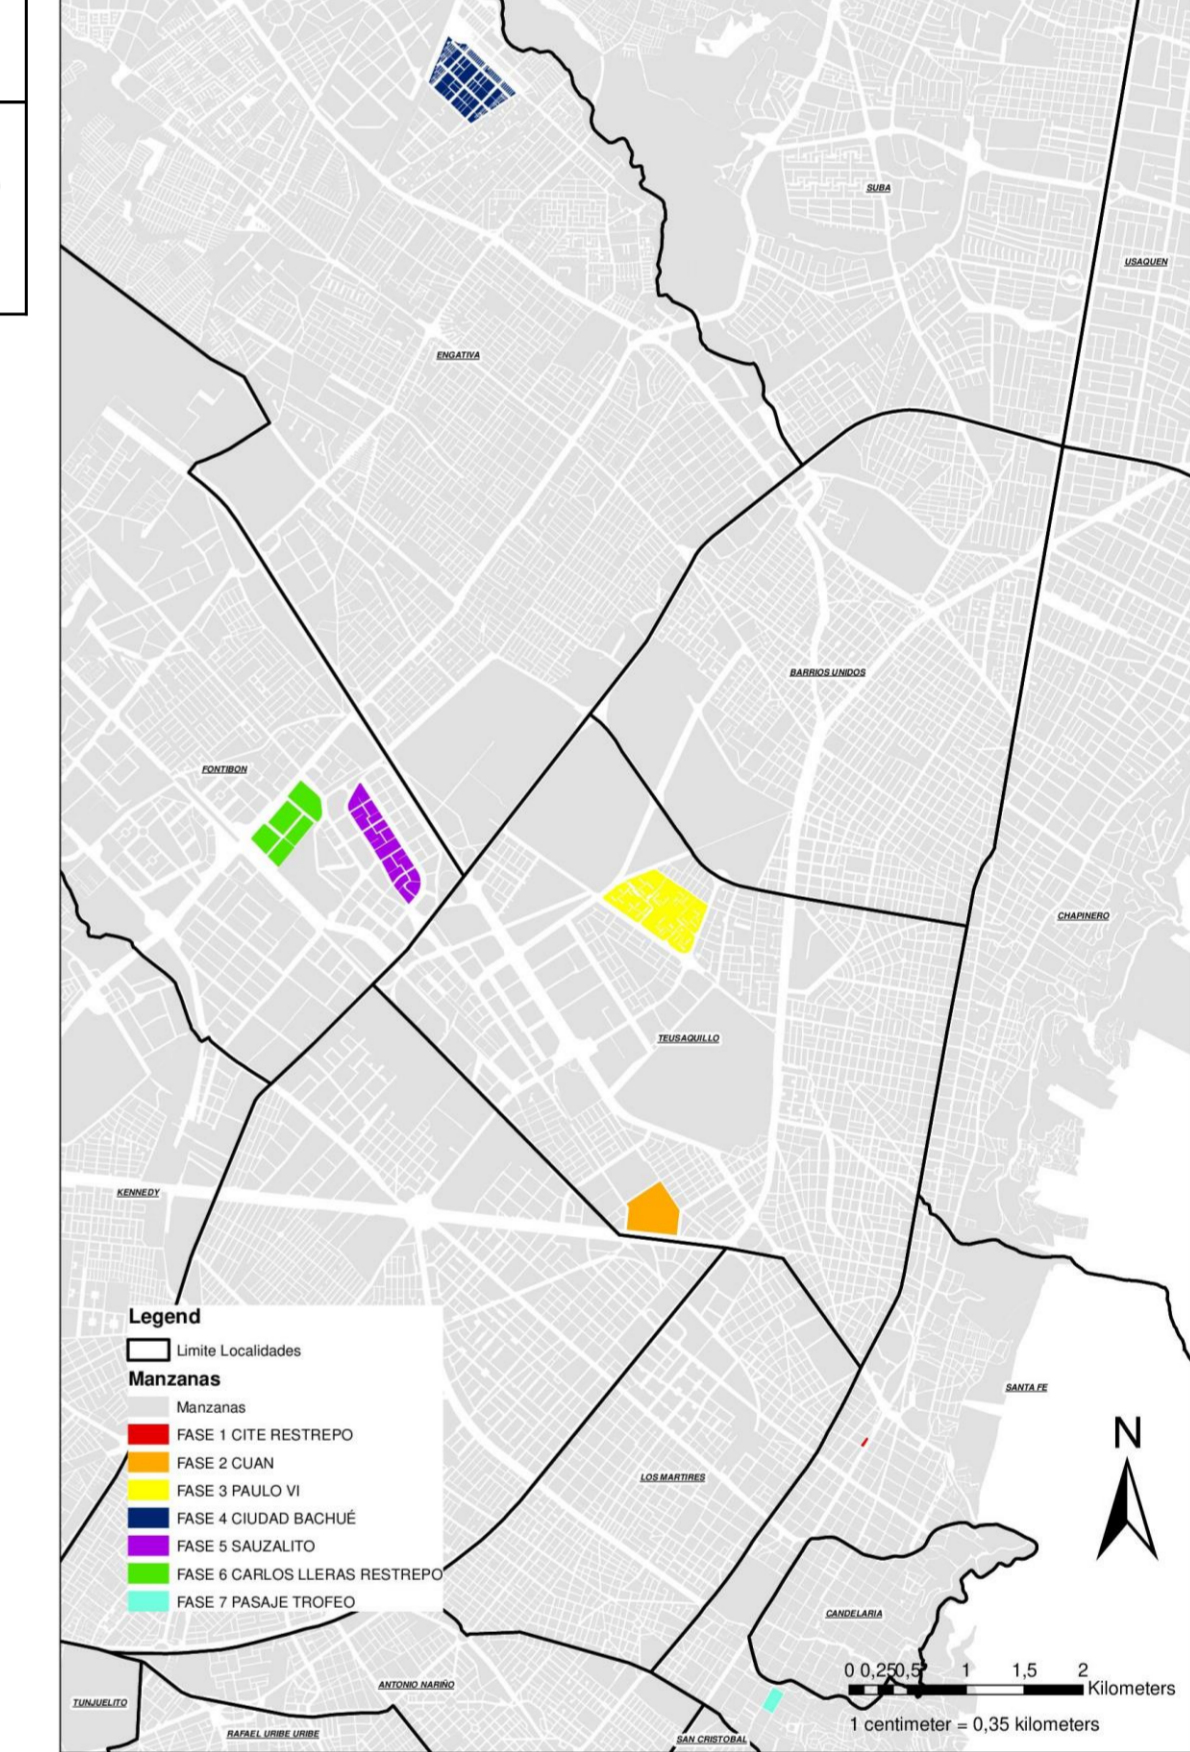 SUBA
USAQUEN
ENGATIVA
BARRIOS UNIDOS
FONTIBON
CHAPINERO
TEUSAQUILLO
KENNEDY
Legend
Limite Localidades
Manzanas
Manzanas
FASE 1 CITE RESTREPO
FASE 2 CUAN
FASE 3 PAULO VI
FASE 4 CIUDAD BACHUÉ
FASE 5 SAUZALITO
FASE 6 CARLOS LLERAS RESTREPO
FASE 7 PASAJE TROFEO
SANTA FE
N
LOS MARTIRES
CANDELARIA
0 0,25 0,5 1 1,5 2
Kilometers
1 centimeter = 0,35 kilometers
ANTONIO NARIÑO
TUNJUELITO
RAFAEL URIBE URIBE
SAN CRISTOBAL